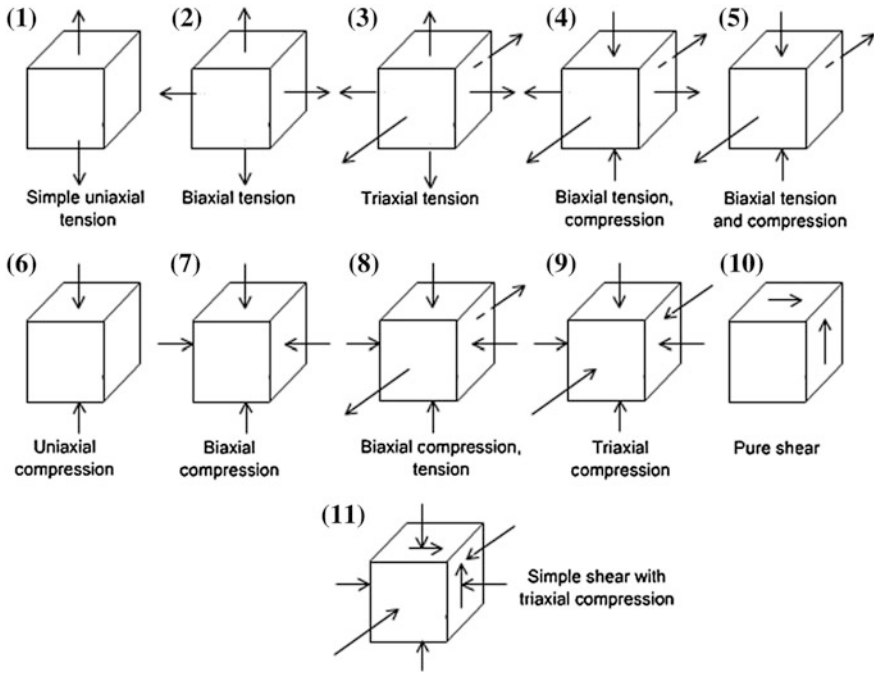 (1)
(2)
(3)
(4)
(5)
Simple uniaxial
tension
Biaxial tension
Triaxial tension
Biaxial tension,
compression
Biaxial tension
and compression
(6)
(7)
(8)
(9)
(10)
Uniaxial
compression
Biaxial
compression
Biaxial compression,
tension
Triaxial
compression
Pure shear
(11)
Simple shear with
triaxial compression